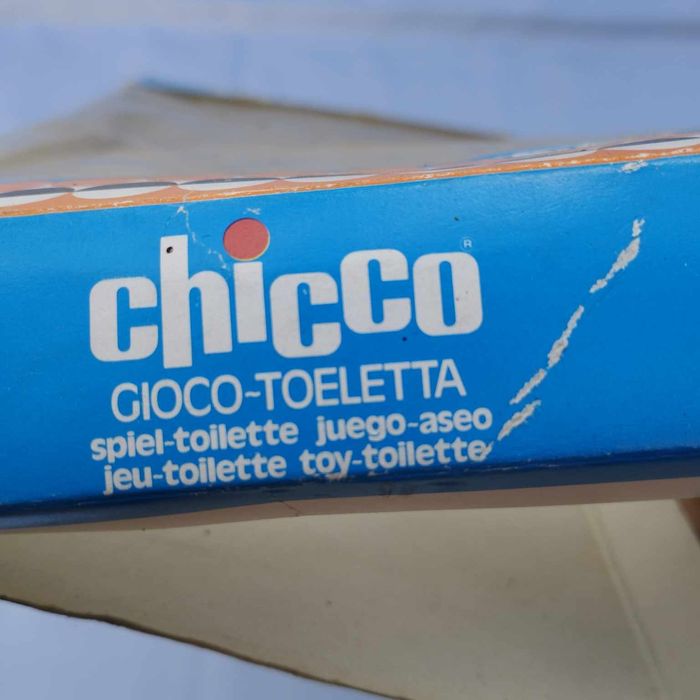 chicco®
GIOCO-TOELETTA
spiel-toilette juego-aseo
jeu-toilette toy-toilette